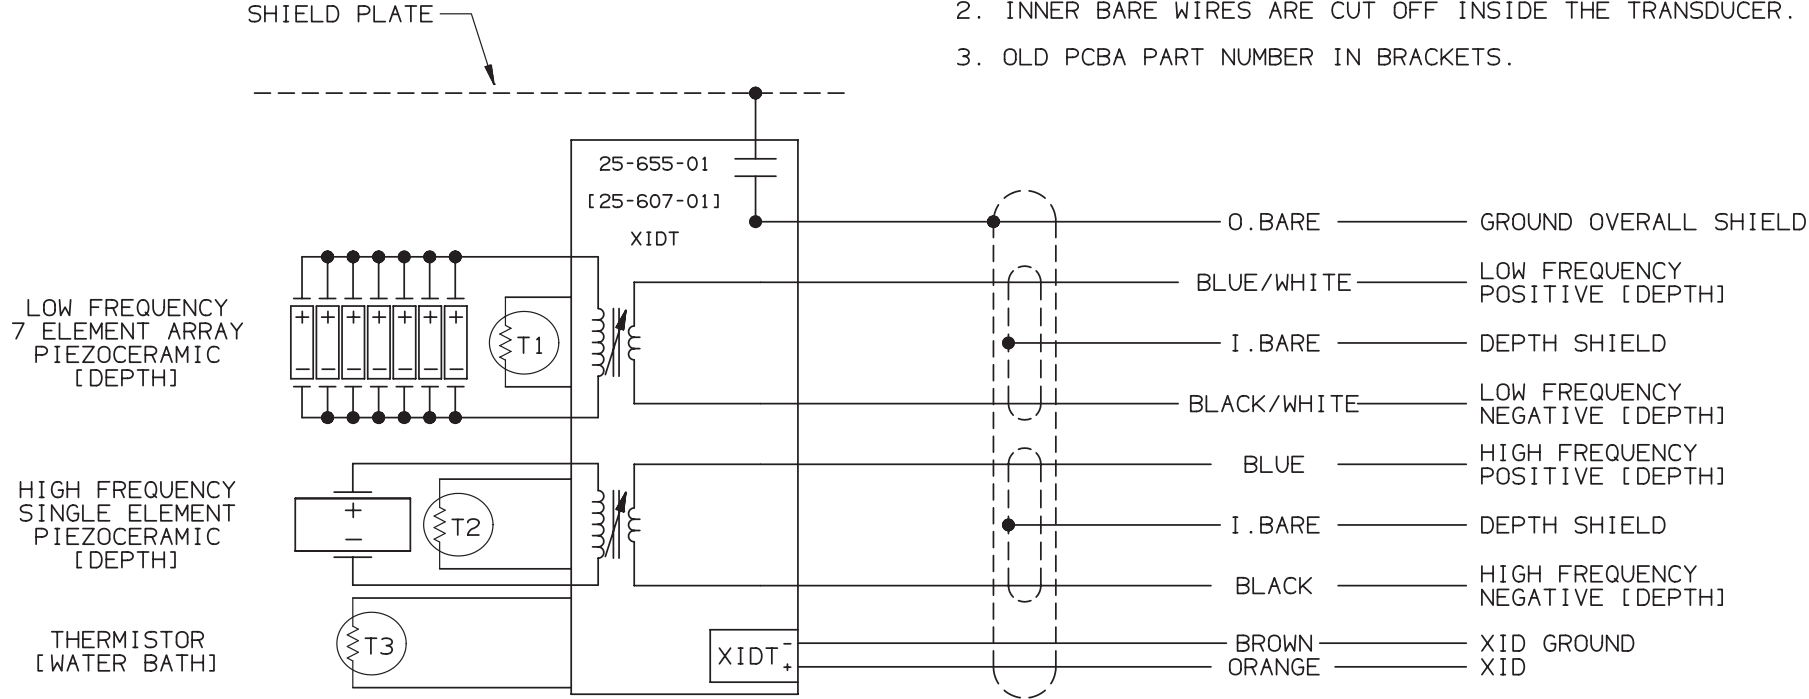 SHIELD PLATE
2. INNER BARE WIRES ARE CUT OFF INSIDE THE TRANSDUCER.
3. OLD PCBA PART NUMBER IN BRACKETS.
25-655-01
[25-607-01]
XIDT
O.BARE GROUND OVERALL SHIELD
LOW FREQUENCY
7 ELEMENT ARRAY
PIEZOCERAMIC
[DEPTH]
+ + + + + + +
- - - - - - -
T1
BLUE/WHITE LOW FREQUENCY
POSITIVE [DEPTH]
I.BARE DEPTH SHIELD
BLACK/WHITE LOW FREQUENCY
NEGATIVE [DEPTH]
HIGH FREQUENCY
SINGLE ELEMENT
PIEZOCERAMIC
[DEPTH]
+
-
T2
BLUE HIGH FREQUENCY
POSITIVE [DEPTH]
I.BARE DEPTH SHIELD
BLACK HIGH FREQUENCY
NEGATIVE [DEPTH]
THERMISTOR
[WATER BATH]
T3
XIDT - +
BROWN XID GROUND
ORANGE XID